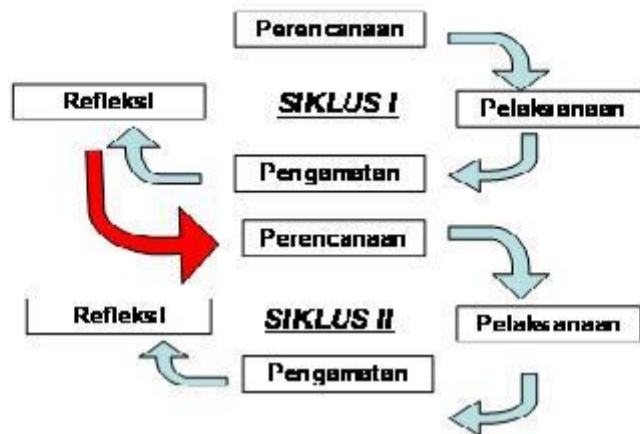 Perencanaan
Refleksi
SIKLUS I
Pelaksanaan
Pengamatan
Perencanaan
Refleksi
SIKLUS II
Pelaksanaan
Pengamatan